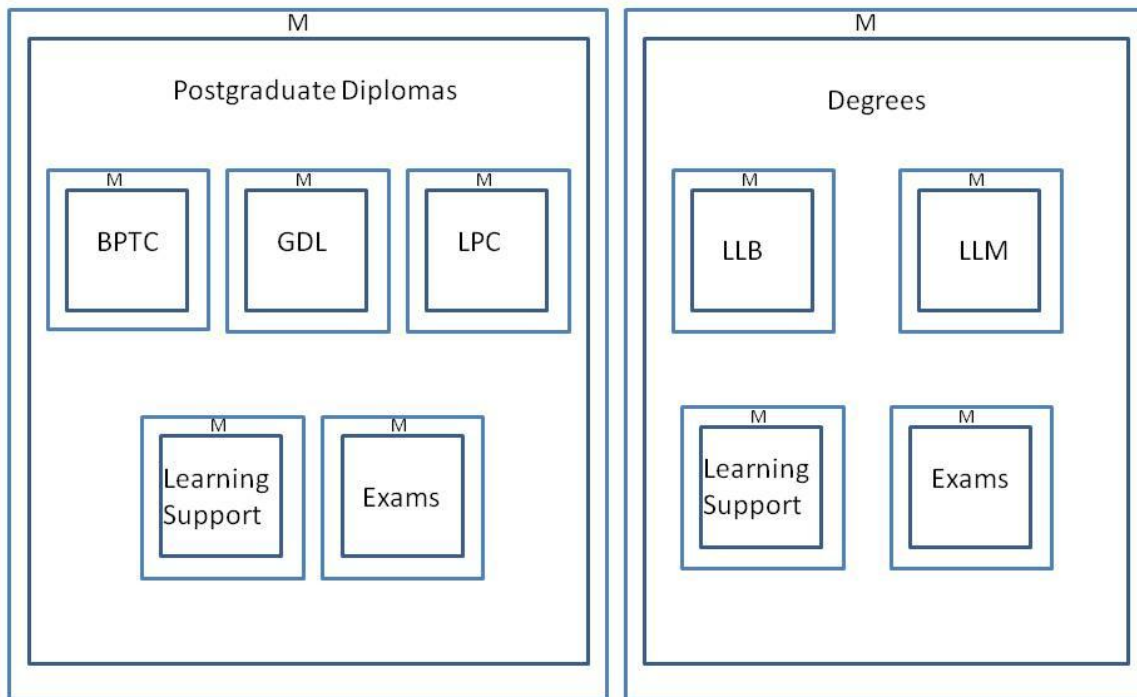 M
Postgraduate Diplomas
M
BPTC
M
GDL
M
LPC
M
Learning
Support
M
Exams
M
Degrees
M
LLB
M
LLM
M
Learning
Support
M
Exams